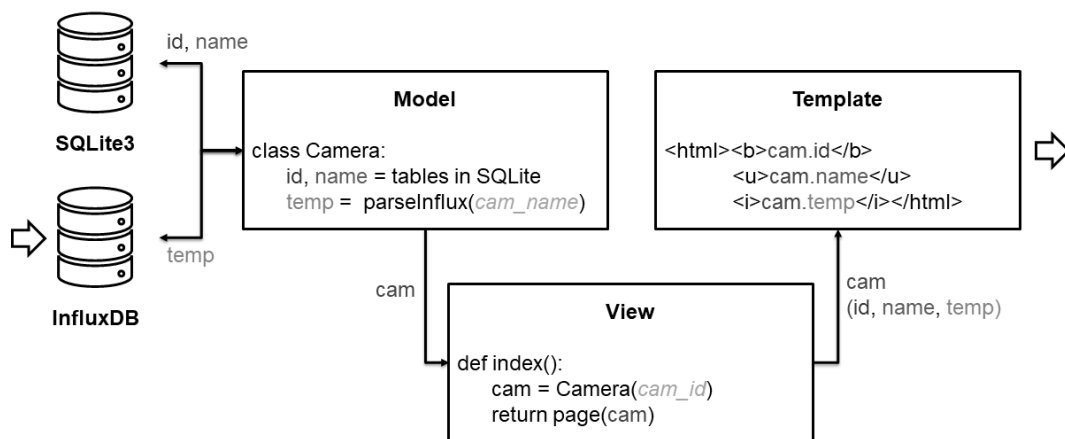 id, name
SQLite3
InfluxDB
temp
Model
class Camera:
id, name = tables in SQLite
temp = parseInflux(cam_name)
cam
View
def index():
cam = Camera(cam_id)
return page(cam)
cam
(id, name, temp)
Template
<html><b>cam.id</b>
<u>cam.name</u>
<i>cam.temp</i></html>